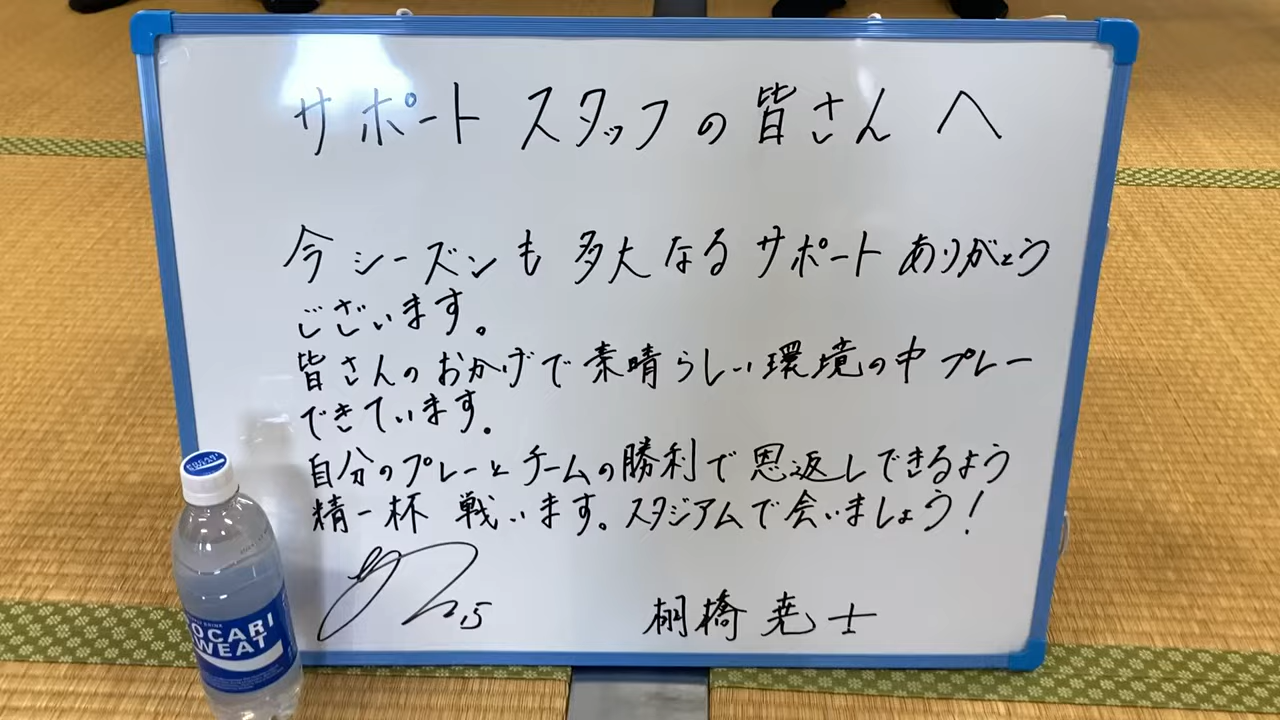 サポートスタッフの皆さんへ
今シーズンも多大なるサポートありがとう
ございます。
皆さんのおかげで素晴らしい環境の中プレー
できています。
自分のプレーとチームの勝利で恩返しできるよう
精一杯戦います。スタジアムで会いましょう!
25
桐橋尭士
POCARI
SWEAT